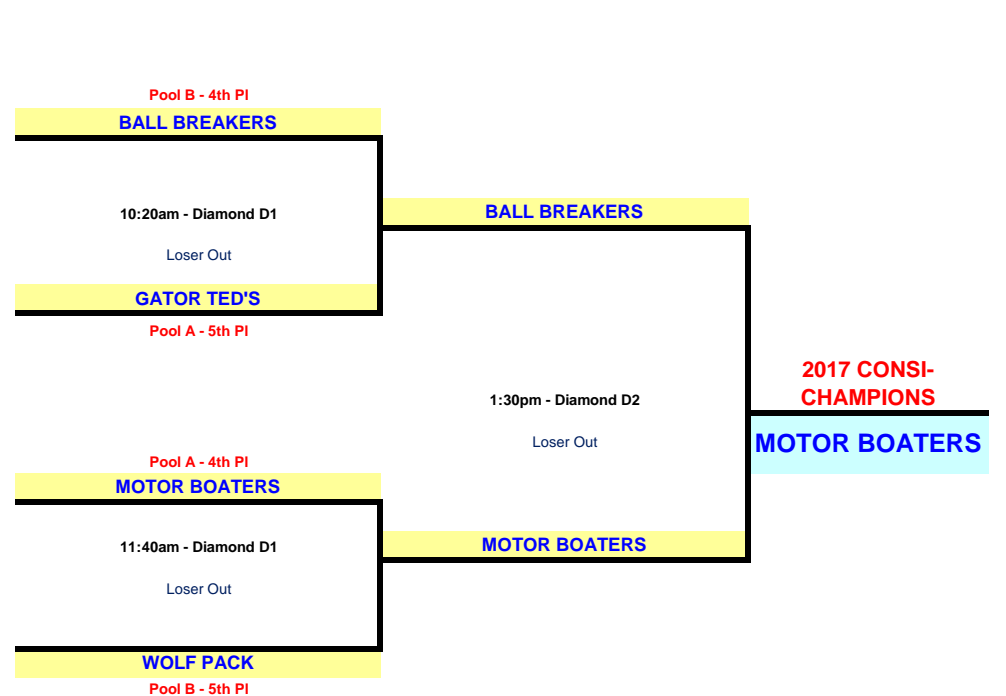 Pool B - 4th Pl
BALL BREAKERS
10:20am - Diamond D1
Loser Out
GATOR TED'S
Pool A - 5th Pl
BALL BREAKERS
1:30pm - Diamond D2
Loser Out
MOTOR BOATERS
2017 CONSI-
CHAMPIONS
MOTOR BOATERS
Pool A - 4th Pl
MOTOR BOATERS
11:40am - Diamond D1
Loser Out
WOLF PACK
Pool B - 5th Pl